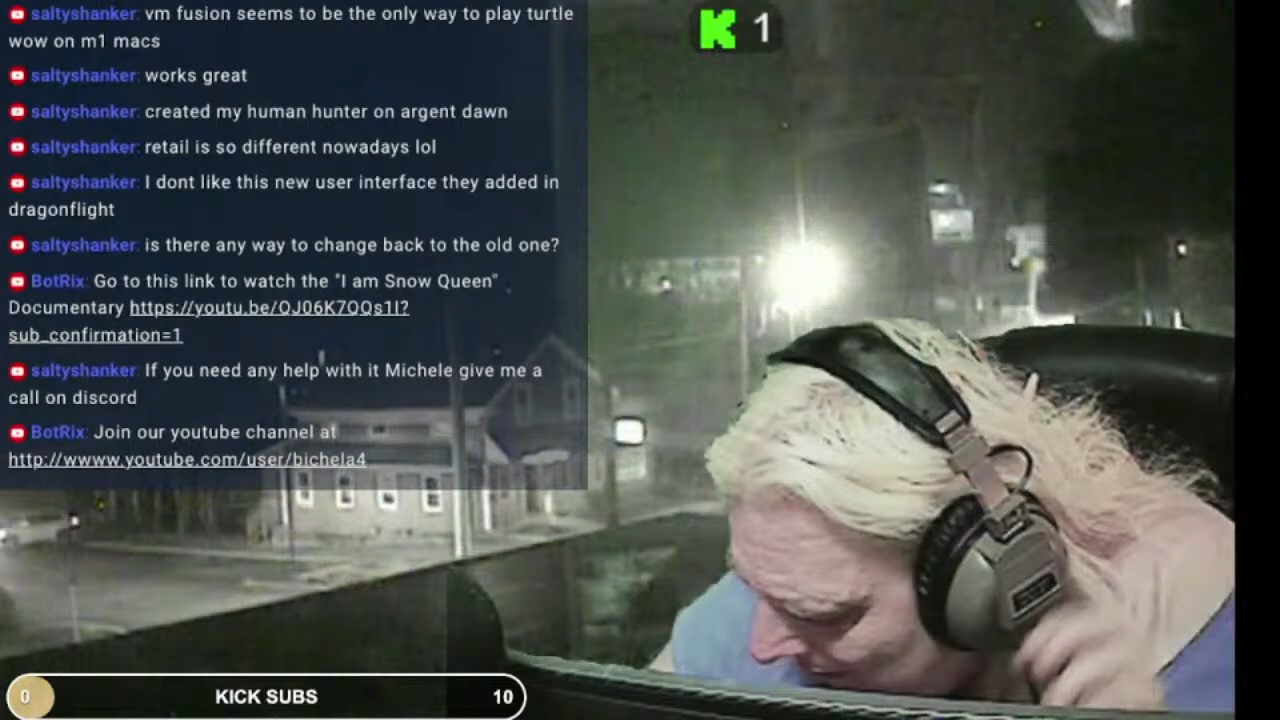 saltyshanker: vm fusion seems to be the only way to play turtle
wow on m1 macs
saltyshanker: works great
saltyshanker: created my human hunter on argent dawn
saltyshanker: retail is so different nowadays lol
saltyshanker: I dont like this new user interface they added in
dragonflight
saltyshanker: is there any way to change back to the old one?
BotRix: Go to this link to watch the "I am Snow Queen"
Documentary https://youtu.be/QJ06K7QQs1I?
sub_confirmation=1
saltyshanker: If you need any help with it Michele give me a
call on discord
BotRix: Join our youtube channel at
http://wwww.youtube.com/user/bichela4
K 1
0 KICK SUBS 10